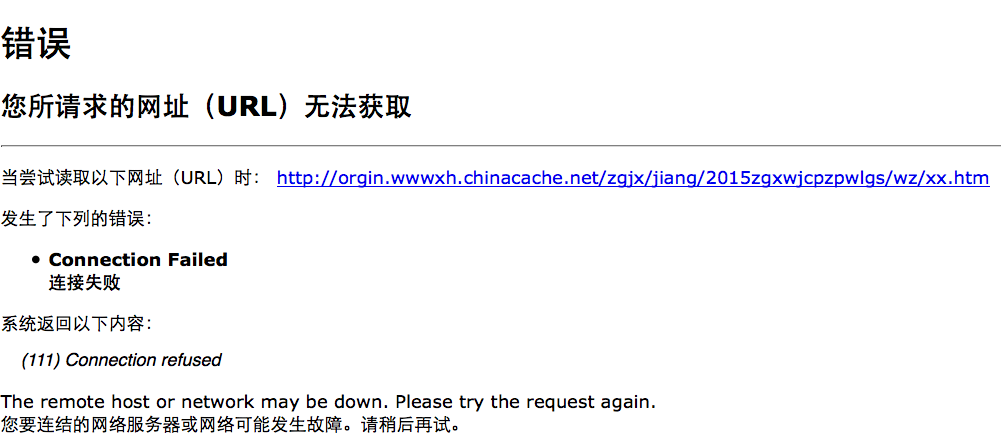 错误
您所请求的网址（URL）无法获取
当尝试读取以下网址（URL）时： http://orgin.wwwxh.chinacache.net/zgjx/jiang/2015zgxwjcpzpwlgs/wz/xx.htm
发生了下列的错误：
• Connection Failed
连接失败
系统返回以下内容：
(111) Connection refused
The remote host or network may be down. Please try the request again.
您要连结的网络服务器或网络可能发生故障。请稍后再试。